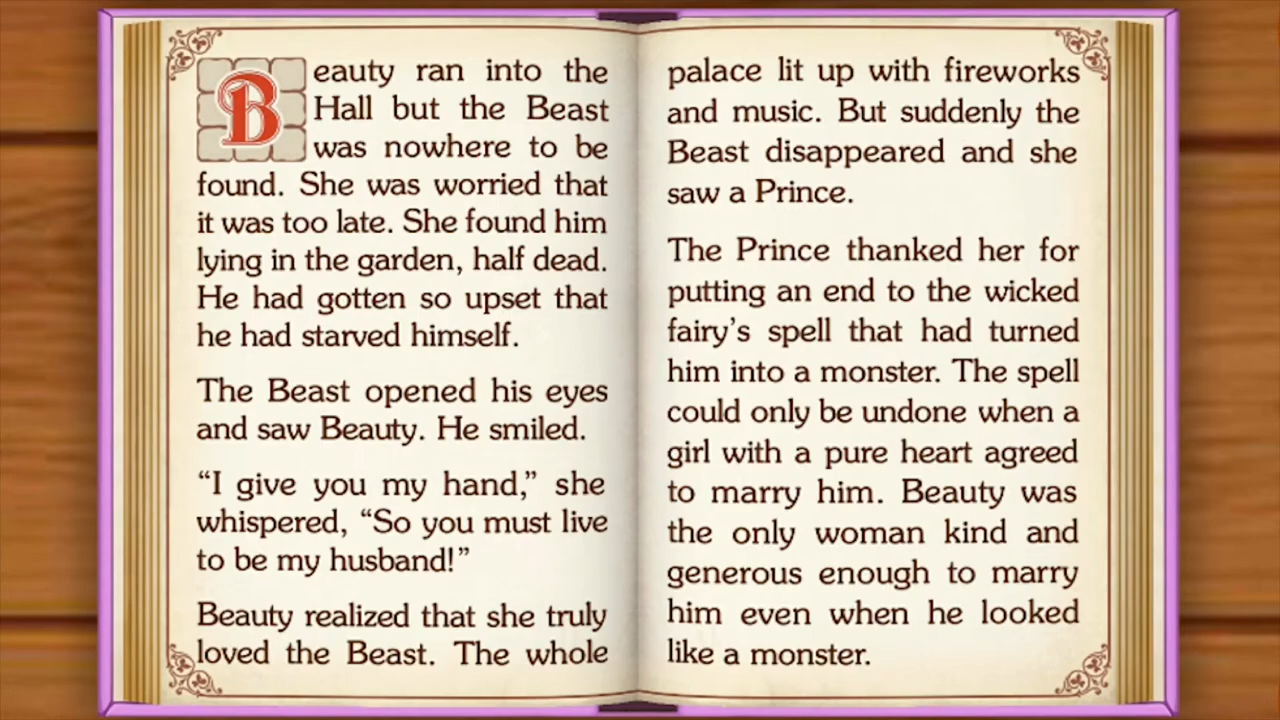 Beauty ran into the
Hall but the Beast
was nowhere to be
found. She was worried that
it was too late. She found him
lying in the garden, half dead.
He had gotten so upset that
he had starved himself.
The Beast opened his eyes
and saw Beauty. He smiled.
“I give you my hand,” she
whispered, “So you must live
to be my husband!”
Beauty realized that she truly
loved the Beast. The whole
palace lit up with fireworks
and music. But suddenly the
Beast disappeared and she
saw a Prince.
The Prince thanked her for
putting an end to the wicked
fairy’s spell that had turned
him into a monster. The spell
could only be undone when a
girl with a pure heart agreed
to marry him. Beauty was
the only woman kind and
generous enough to marry
him even when he looked
like a monster.